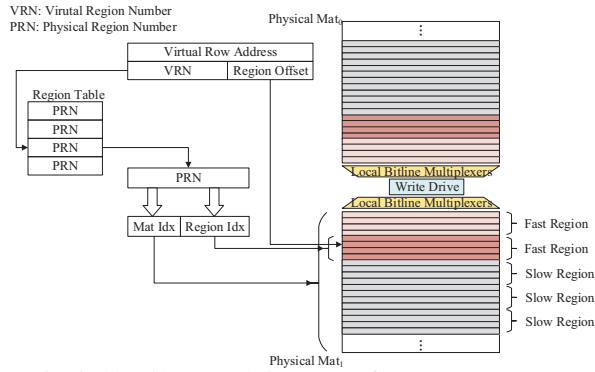 VRN: Virutal Region Number
PRN: Physical Region Number
Physical Mat0
⋮
Virtual Row Address
VRN
Region Offset
Region Table
PRN
PRN
PRN
PRN
PRN
Mat Idx
Region Idx
Local Bitline Multiplexers
Write Drive
Local Bitline Multiplexers
Fast Region
Fast Region
Slow Region
Slow Region
Slow Region
⋮
Physical Mat1